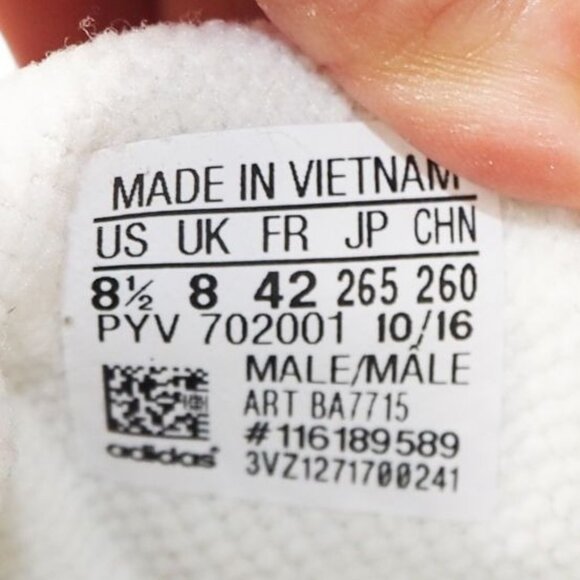 MADE IN VIETNAM
US UK FR JP CHN
8½ 8 42 265 260
PYV 702001 10/16
MALE/MÂLE
ART BA7715
#116189589
adidas
3VZ1271700241